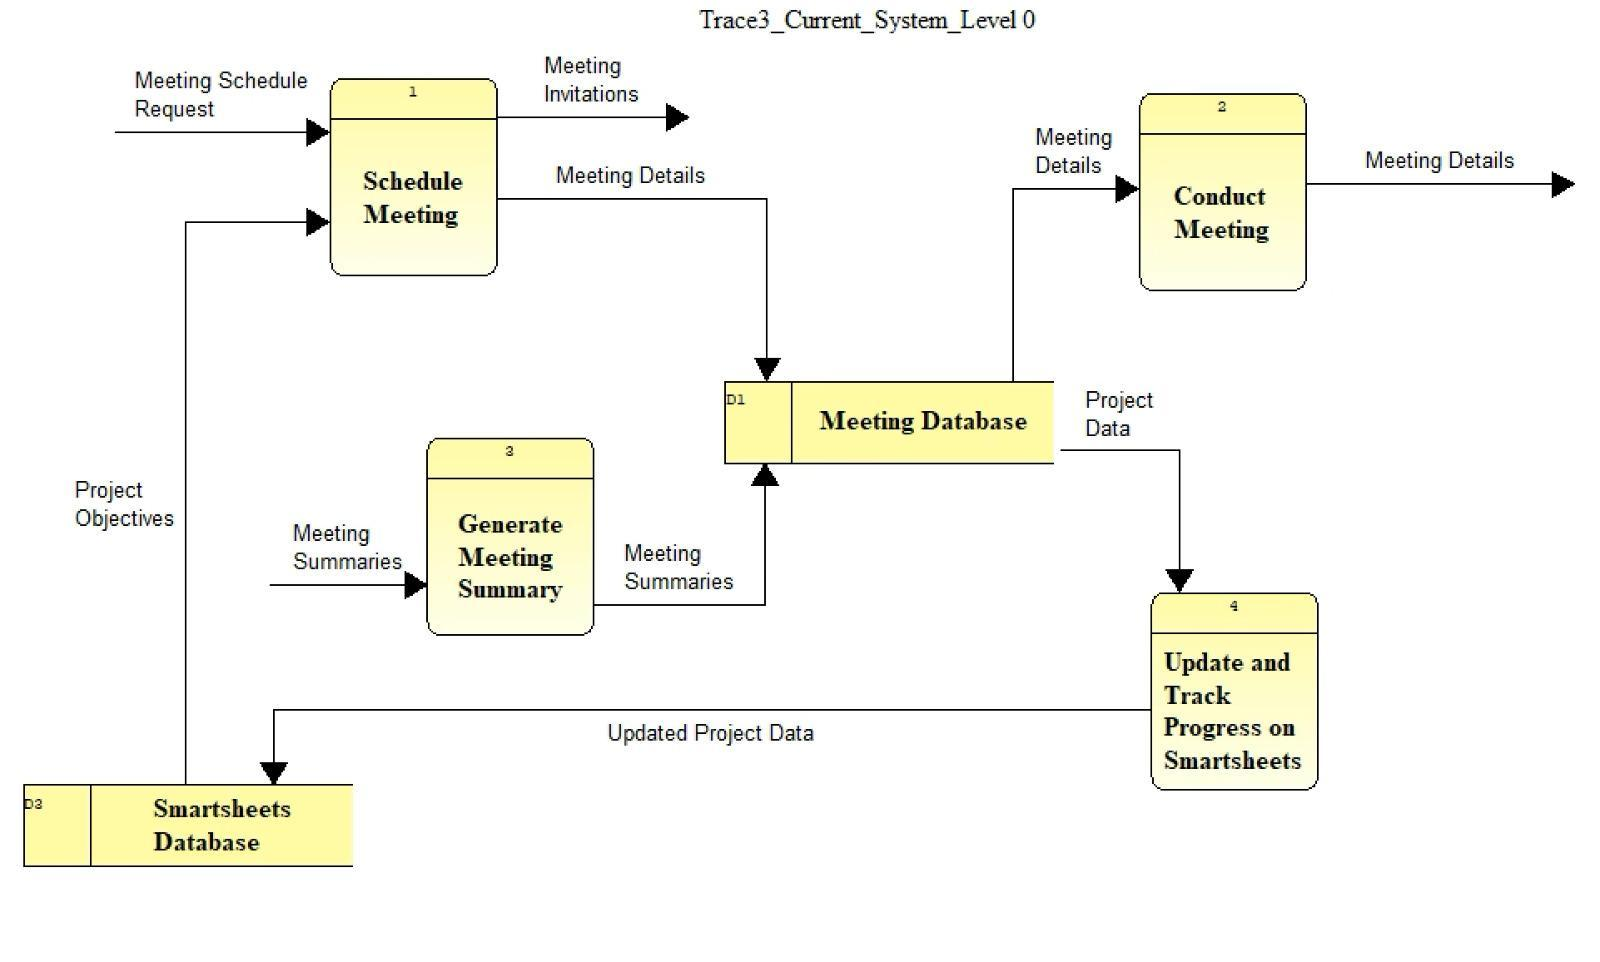 Trace3_Current_System_Level 0
Meeting Schedule
Request
1
Schedule
Meeting
Meeting
Invitations
Meeting Details
Meeting
Details
2
Conduct
Meeting
Meeting Details
D1
Meeting Database
Project
Data
Project
Objectives
Meeting
Summaries
3
Generate
Meeting
Summary
Meeting
Summaries
4
Update and
Track
Progress on
Smartsheets
Updated Project Data
D3
Smartsheets
Database